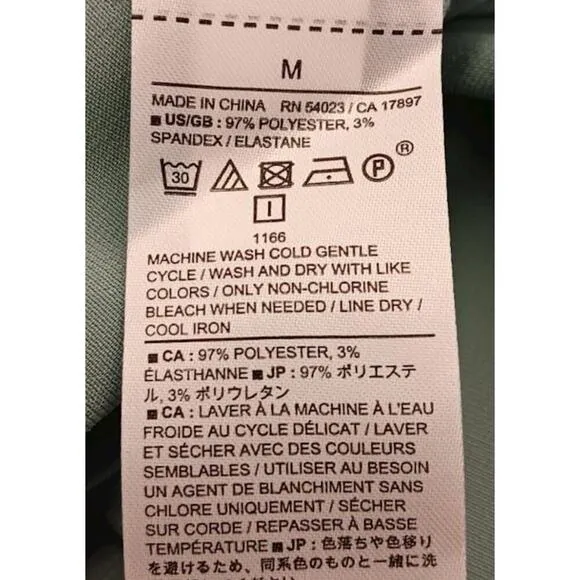 M
MADE IN CHINA RN 54023 / CA 17897
■ US/GB : 97% POLYESTER, 3%
SPANDEX / ELASTANE
30
P
®
1166
MACHINE WASH COLD GENTLE
CYCLE / WASH AND DRY WITH LIKE
COLORS / ONLY NON-CHLORINE
BLEACH WHEN NEEDED / LINE DRY /
COOL IRON
■ CA : 97% POLYESTER, 3%
ÉLASTHANNE ■ JP : 97% ポリエステ
ル, 3% ポリウレタン
■ CA : LAVER À LA MACHINE À L'EAU
FROIDE AU CYCLE DÉLICAT / LAVER
ET SÉCHER AVEC DES COULEURS
SEMBLABLES / UTILISER AU BESOIN
UN AGENT DE BLANCHIMENT SANS
CHLORE UNIQUEMENT / SÉCHER
SUR CORDE / REPASSER À BASSE
TEMPÉRATURE ■ JP : 色落ちや色移り
を避けるため、同系色のものと一緒に洗